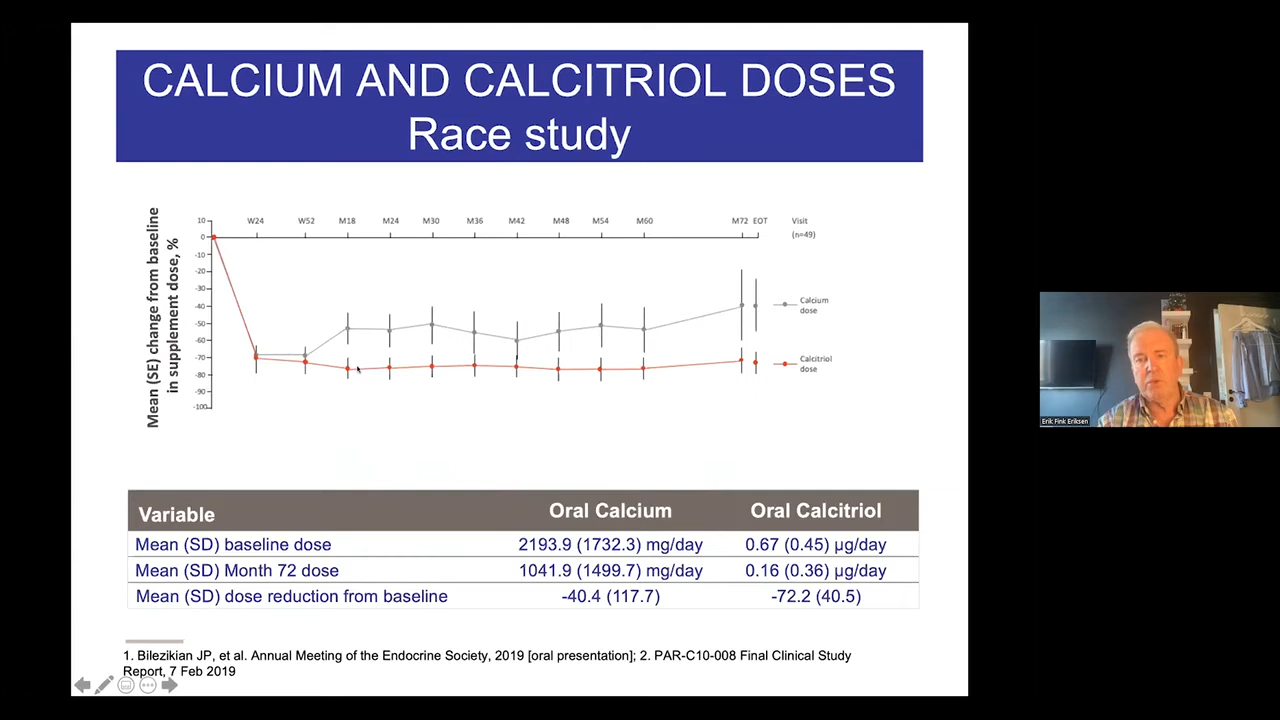 CALCIUM AND CALCITRIOL DOSES
Race study
Mean (SE) change from baseline
in supplement dose, %
W24 W52 M18 M24 M30 M36 M42 M48 M54 M60 M72 EOT Visit
(n=49)
10
0
-10
-20
-30
-40
-50
-60
-70
-80
-90
-100
Calcium
dose
Calcitriol
dose
Variable Oral Calcium Oral Calcitriol
Mean (SD) baseline dose 2193.9 (1732.3) mg/day 0.67 (0.45) µg/day
Mean (SD) Month 72 dose 1041.9 (1499.7) mg/day 0.16 (0.36) µg/day
Mean (SD) dose reduction from baseline -40.4 (117.7) -72.2 (40.5)
1. Bilezikian JP, et al. Annual Meeting of the Endocrine Society, 2019 [oral presentation]; 2. PAR-C10-008 Final Clinical Study
Report, 7 Feb 2019
Erik Fink Eriksen